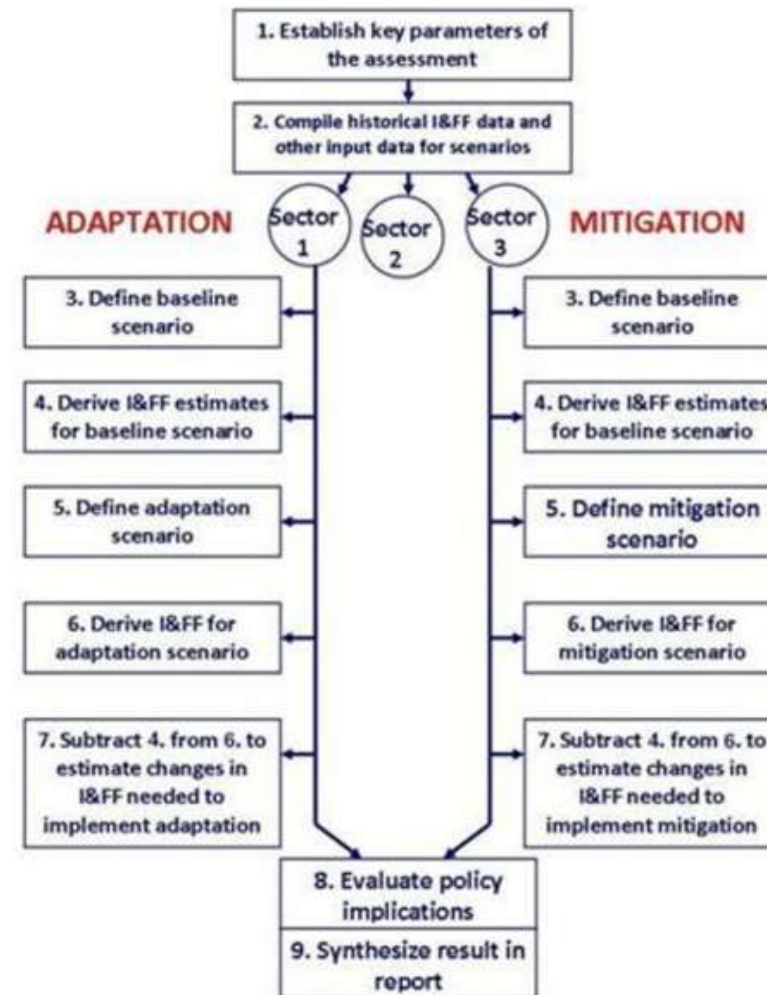 1. Establish key parameters of
the assessment
2. Compile historical I&FF data and
other input data for scenarios
ADAPTATION
Sector
1
Sector
2
Sector
3
MITIGATION
3. Define baseline
scenario
4. Derive I&FF estimates
for baseline scenario
5. Define adaptation
scenario
6. Derive I&FF for
adaptation scenario
7. Subtract 4. from 6. to
estimate changes in
I&FF needed to
implement adaptation
3. Define baseline
scenario
4. Derive I&FF estimates
for baseline scenario
5. Define mitigation
scenario
6. Derive I&FF for
mitigation scenario
7. Subtract 4. from 6. to
estimate changes in
I&FF needed to
implement mitigation
8. Evaluate policy
implications
9. Synthesize result in
report